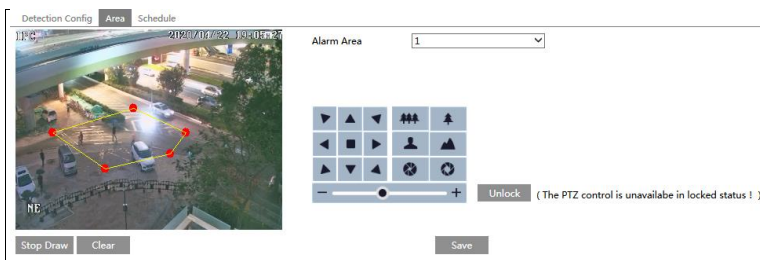 Detection Config Area Schedule
IPC 2020/04/22 19:05:27
Alarm Area 1
NE
− + Unlock ( The PTZ control is unavailabe in locked status ! )
Stop Draw Clear Save